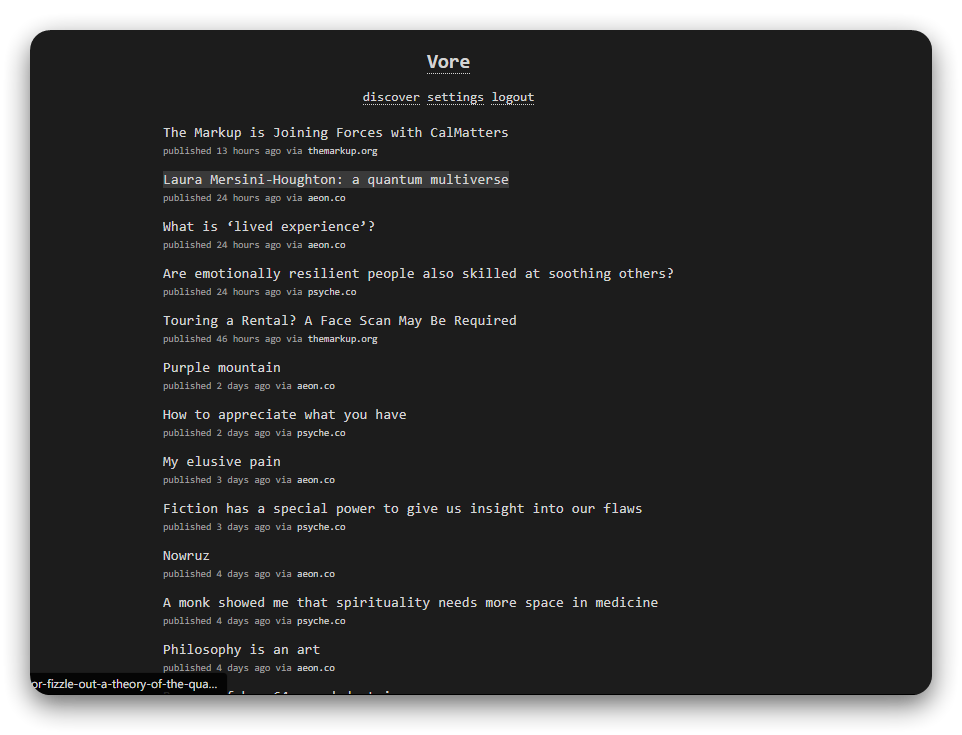 Vore
discover settings logout
The Markup is Joining Forces with CalMatters
published 13 hours ago via themarkup.org
Laura Mersini-Houghton: a quantum multiverse
published 24 hours ago via aeon.co
What is ‘lived experience’?
published 24 hours ago via aeon.co
Are emotionally resilient people also skilled at soothing others?
published 24 hours ago via psyche.co
Touring a Rental? A Face Scan May Be Required
published 46 hours ago via themarkup.org
Purple mountain
published 2 days ago via aeon.co
How to appreciate what you have
published 2 days ago via psyche.co
My elusive pain
published 3 days ago via aeon.co
Fiction has a special power to give us insight into our flaws
published 3 days ago via psyche.co
Nowruz
published 4 days ago via aeon.co
A monk showed me that spirituality needs more space in medicine
published 4 days ago via psyche.co
Philosophy is an art
published 4 days ago via aeon.co
or-fizzle-out-a-theory-of-the-qua...